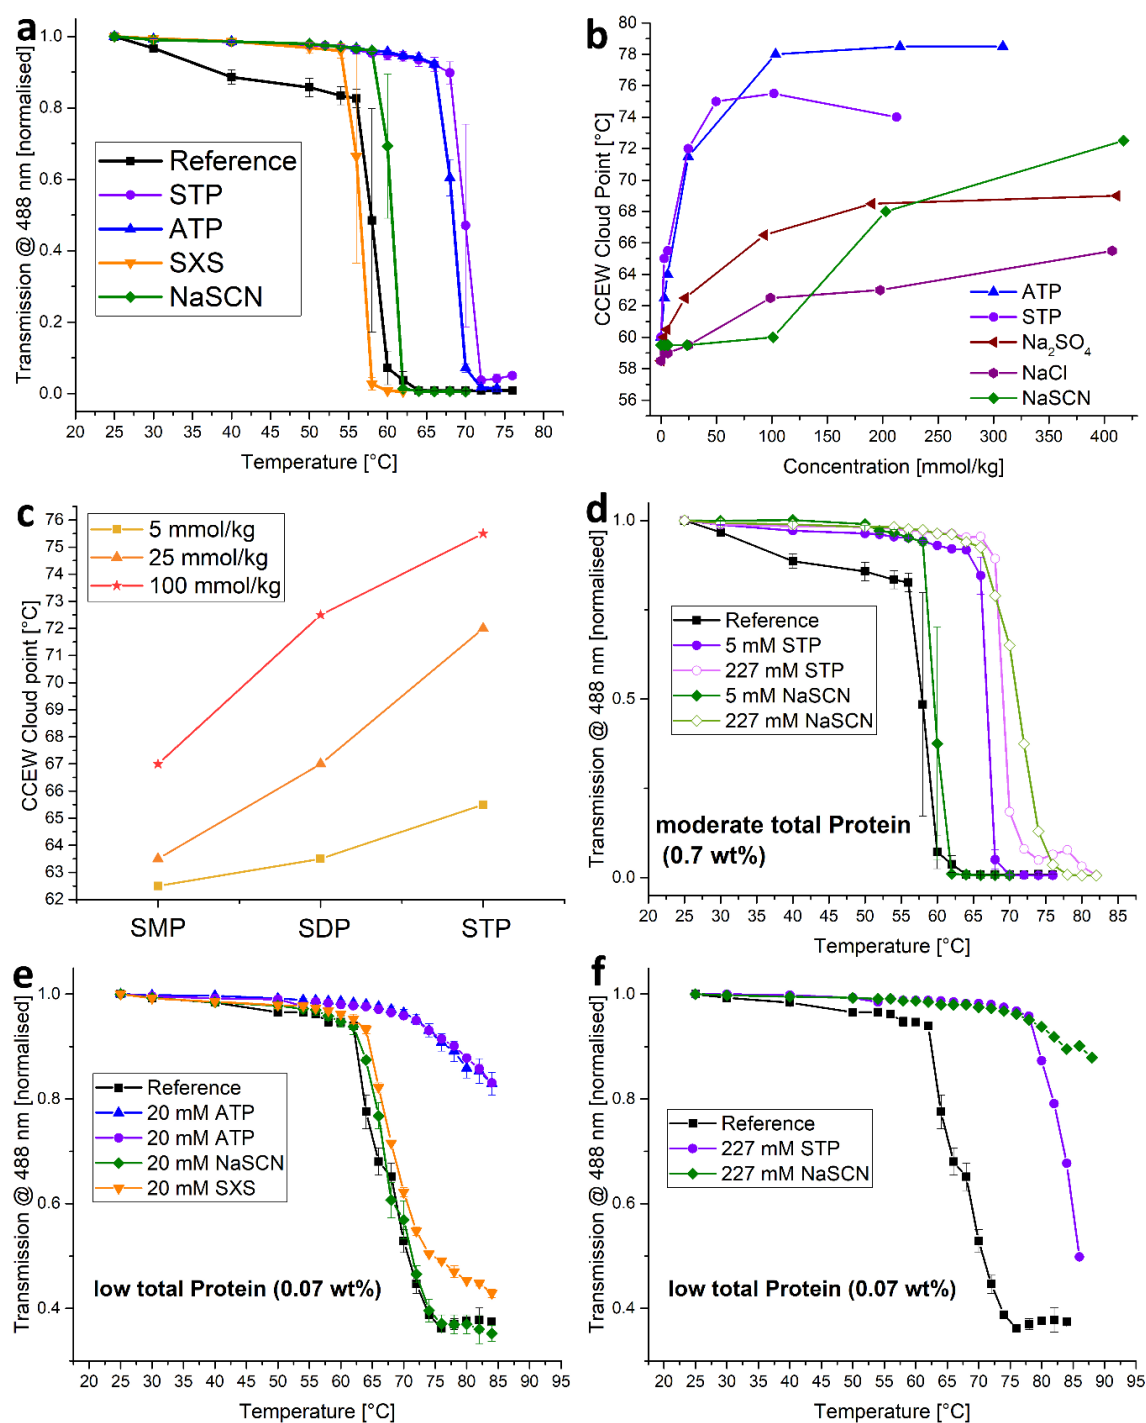 a
Transmission @ 488 nm [normalised]
1.0
0.8
0.6
0.4
0.2
0.0
Reference
STP
ATP
SXS
NaSCN
20 25 30 35 40 45 50 55 60 65 70 75 80
Temperature [°C]
b
CCEW Cloud Point [°C]
80
78
76
74
72
70
68
66
64
62
60
58
56
ATP
STP
Na₂SO₄
NaCl
NaSCN
0 50 100 150 200 250 300 350 400
Concentration [mmol/kg]
c
CCEW Cloud point [°C]
76
75
74
73
72
71
70
69
68
67
66
65
64
63
62
5 mmol/kg
25 mmol/kg
100 mmol/kg
SMP SDP STP
d
Transmission @ 488 nm [normalised]
1.0
0.5
0.0
Reference
5 mM STP
227 mM STP
5 mM NaSCN
227 mM NaSCN
moderate total Protein
(0.7 wt%)
20 25 30 35 40 45 50 55 60 65 70 75 80 85
Temperature [°C]
e
Transmission @ 488 nm [normalised]
1.0
0.8
0.6
0.4
Reference
20 mM ATP
20 mM ATP
20 mM NaSCN
20 mM SXS
low total Protein (0.07 wt%)
20 25 30 35 40 45 50 55 60 65 70 75 80 85 90 95
Temperature [°C]
f
Transmission @ 488 nm [normalised]
1.0
0.8
0.6
0.4
Reference
227 mM STP
227 mM NaSCN
low total Protein (0.07 wt%)
20 25 30 35 40 45 50 55 60 65 70 75 80 85 90 95
Temperature [°C]